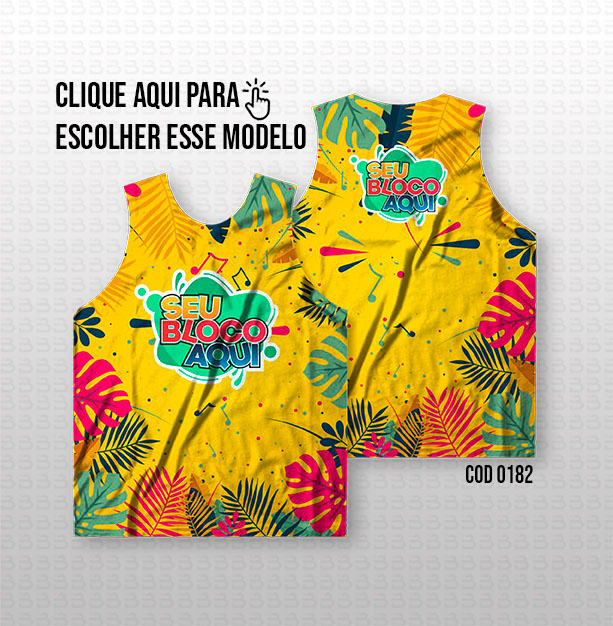 CLIQUE AQUI PARA
ESCOLHER ESSE MODELO
SEU
BLOCO
AQUI
SEU
BLOCO
AQUI
COD 0182